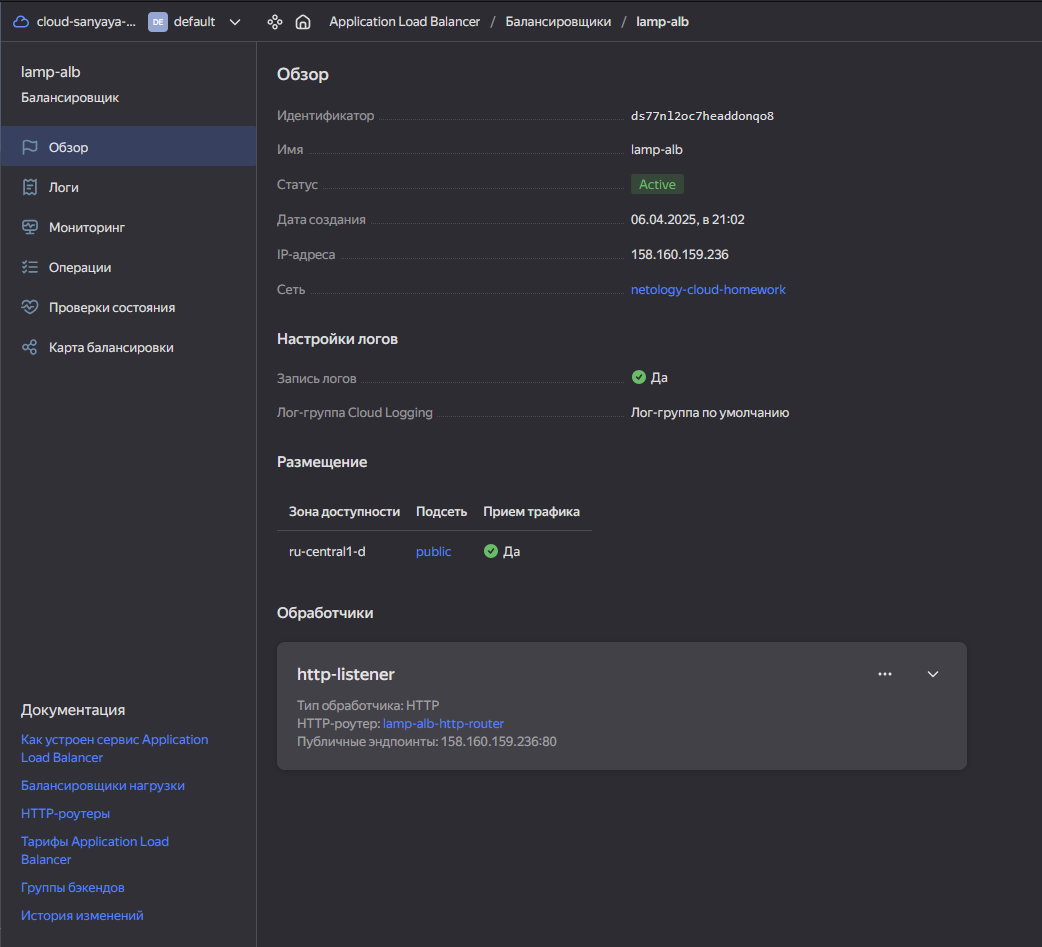 cloud-sanyaya-... DE default Application Load Balancer / Балансировщики / lamp-alb
lamp-alb
Балансировщик
Обзор
Логи
Мониторинг
Операции
Проверки состояния
Карта балансировки
Документация
Как устроен сервис Application
Load Balancer
Балансировщики нагрузки
HTTP-роутеры
Тарифы Application Load
Balancer
Группы бэкендов
История изменений
Обзор
Идентификатор ds77nl2oc7headdonqo8
Имя lamp-alb
Статус Active
Дата создания 06.04.2025, в 21:02
IP-адреса 158.160.159.236
Сеть netology-cloud-homework
Настройки логов
Запись логов Да
Лог-группа Cloud Logging Лог-группа по умолчанию
Размещение
Зона доступности Подсеть Прием трафика
ru-central1-d public Да
Обработчики
http-listener
Тип обработчика: HTTP
HTTP-роутер: lamp-alb-http-router
Публичные эндпоинты: 158.160.159.236:80